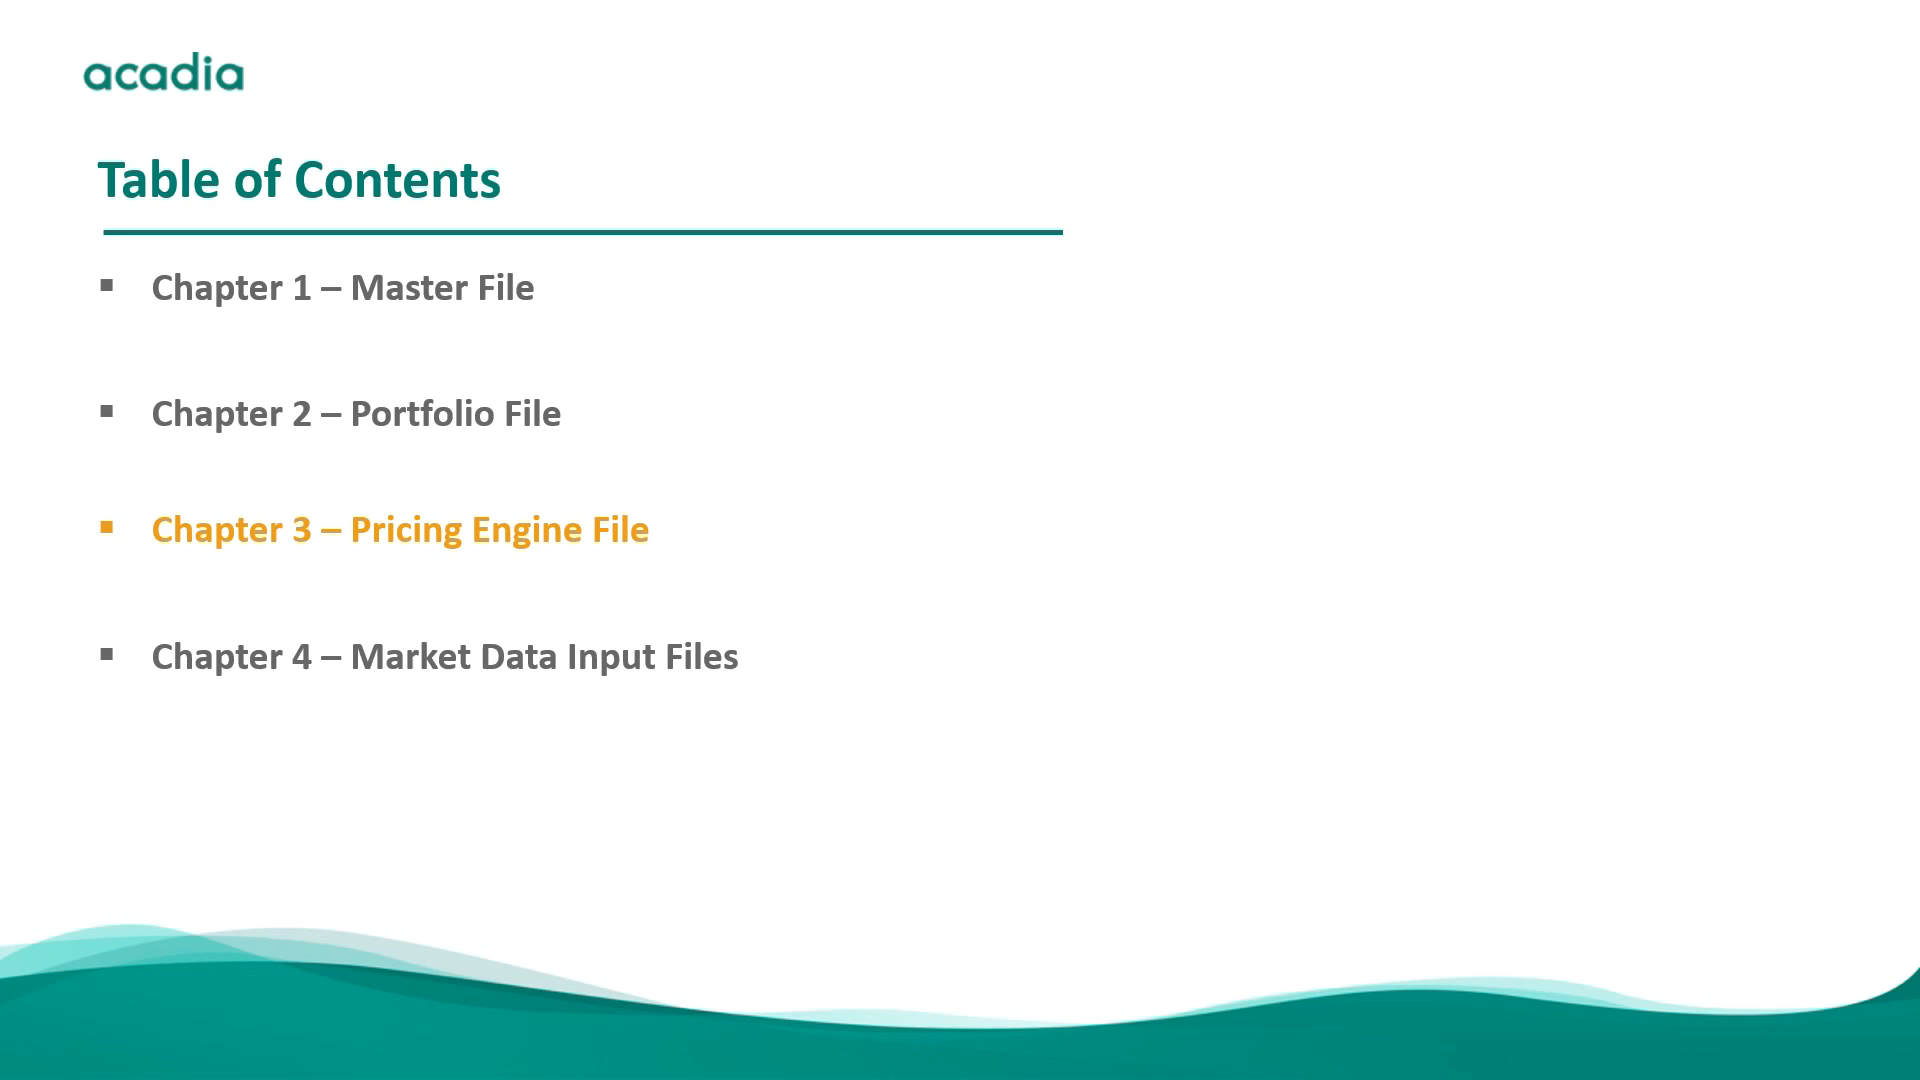 acadia
Table of Contents
▪ Chapter 1 – Master File
▪ Chapter 2 – Portfolio File
▪ Chapter 3 – Pricing Engine File
▪ Chapter 4 – Market Data Input Files